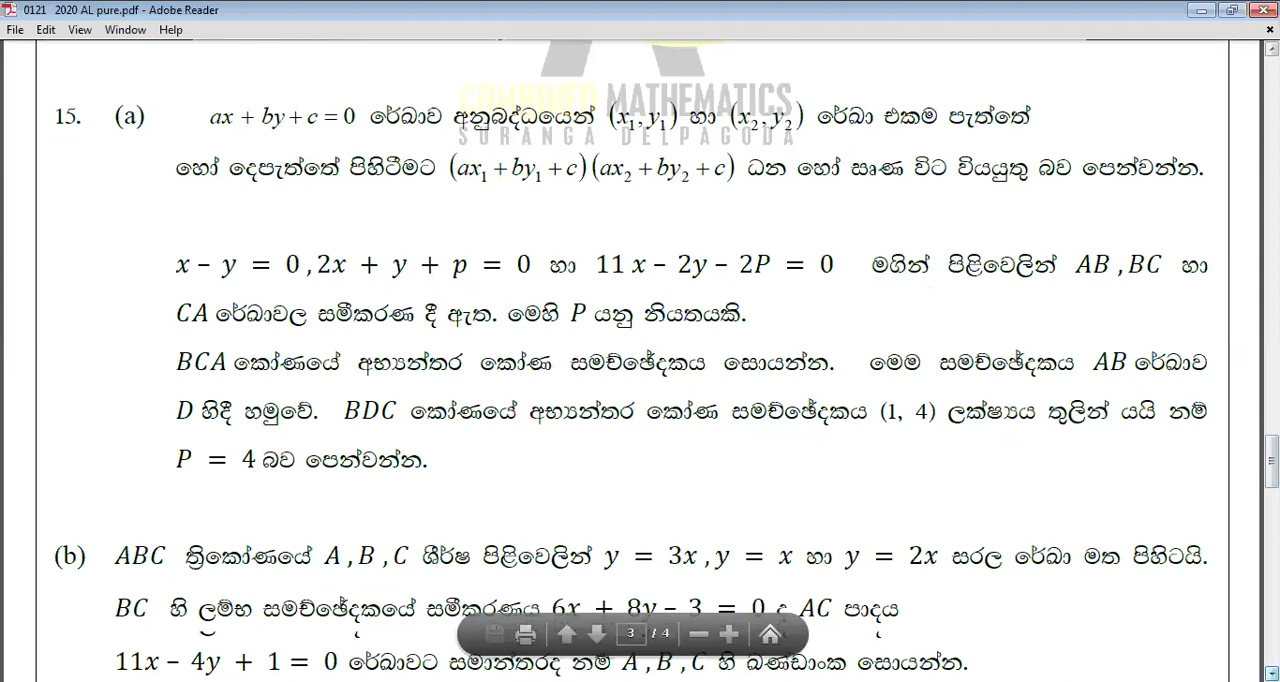 0121 2020 AL pure.pdf - Adobe Reader
File Edit View Window Help
COMBINED MATHEMATICS
SURANGA DELPAGODA
15. (a) ax + by + c = 0 රේඛාව අනුබද්ධයෙන් (x₁, y₁) හා (x₂, y₂) රේඛා එකම පැත්තේ
හෝ දෙපැත්තේ පිහිටීමට (ax₁ + by₁ + c)(ax₂ + by₂ + c) ධන හෝ සෘණ විට වියයුතු බව පෙන්වන්න.
x – y = 0 , 2x + y + p = 0 හා 11 x – 2y – 2P = 0 මගින් පිළිවෙලින් AB , BC හා
CA රේඛාවල සමීකරණ දී ඇත. මෙහි P යනු නියතයකි.
BCA කෝණයේ අභ්‍යන්තර කෝණ සමච්ඡේදකය සොයන්න. මෙම සමච්ඡේදකය AB රේඛාව
D හිදී හමුවේ. BDC කෝණයේ අභ්‍යන්තර කෝණ සමච්ඡේදකය (1, 4) ලක්ෂ්‍යය තුලින් යයි නම්
P = 4 බව පෙන්වන්න.
(b) ABC ත්‍රිකෝණයේ A , B , C ශීර්ෂ පිළිවෙලින් y = 3x , y = x හා y = 2x සරල රේඛා මත පිහිටයි.
BC හි ලම්භ සමච්ඡේදකයේ සමීකරණය 6x + 8y – 3 = 0 ද AC පාදය
3 / 4
11x – 4y + 1 = 0 රේඛාවට සමාන්තරද නම් A , B , C හි ඛණ්ඩාංක සොයන්න.